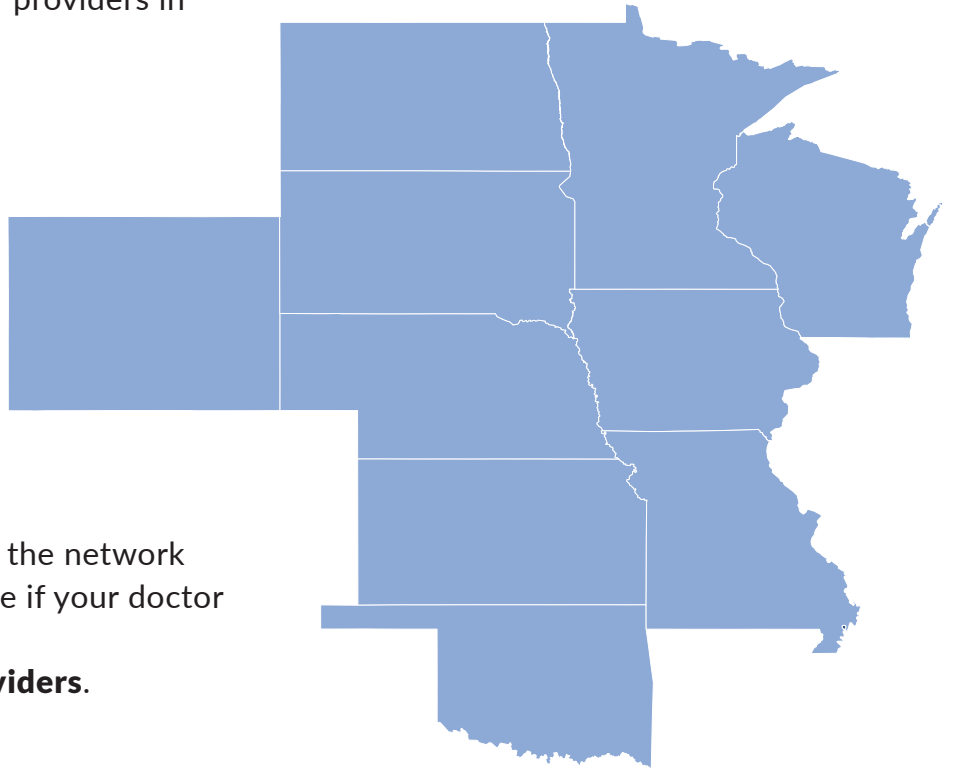 providers in
the network
e if your doctor
viders.